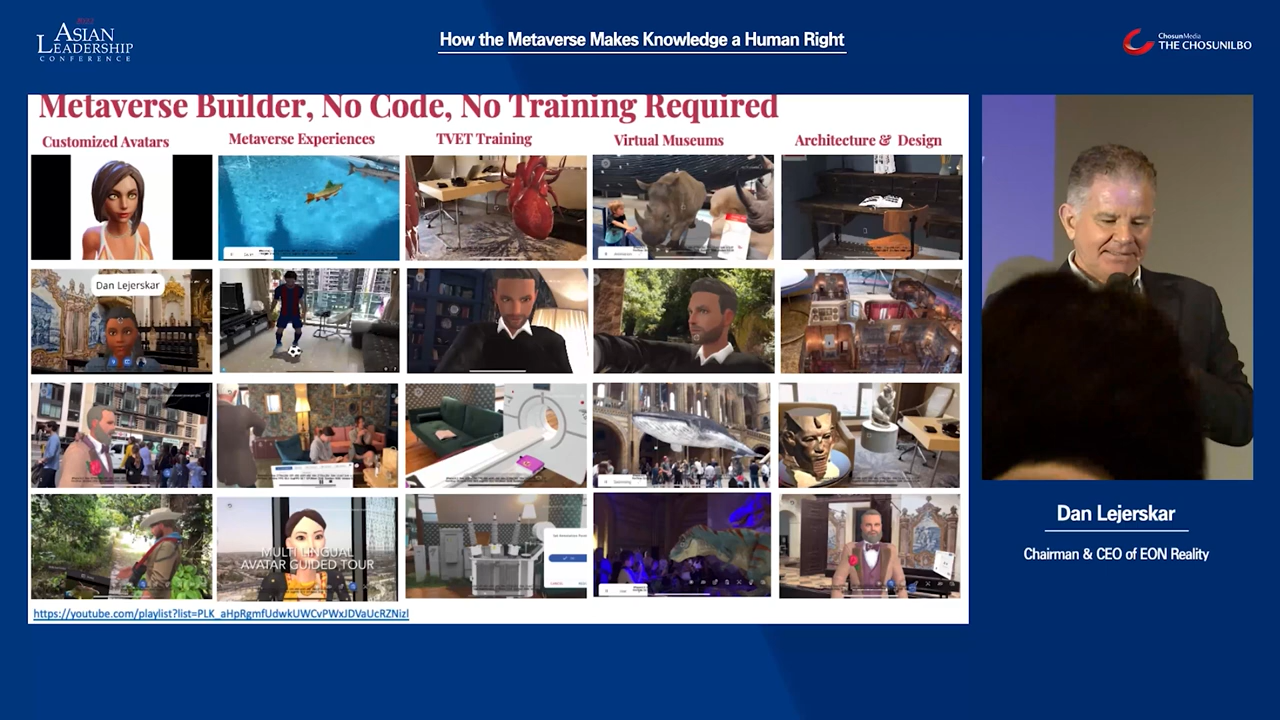 2022
ASIAN
LEADERSHIP
CONFERENCE
How the Metaverse Makes Knowledge a Human Right
ChosunMedia
THE CHOSUNILBO
Metaverse Builder, No Code, No Training Required
Customized Avatars
Metaverse Experiences
TVET Training
Virtual Museums
Architecture & Design
Dan Lejerskar
MULTI LINGUAL
AVATAR GUIDED TOUR
https://youtube.com/playlist?list=PLK_aHpRgmfUdwkUWCvPWxJDVaUcRZNizl
Dan Lejerskar
Chairman & CEO of EON Reality